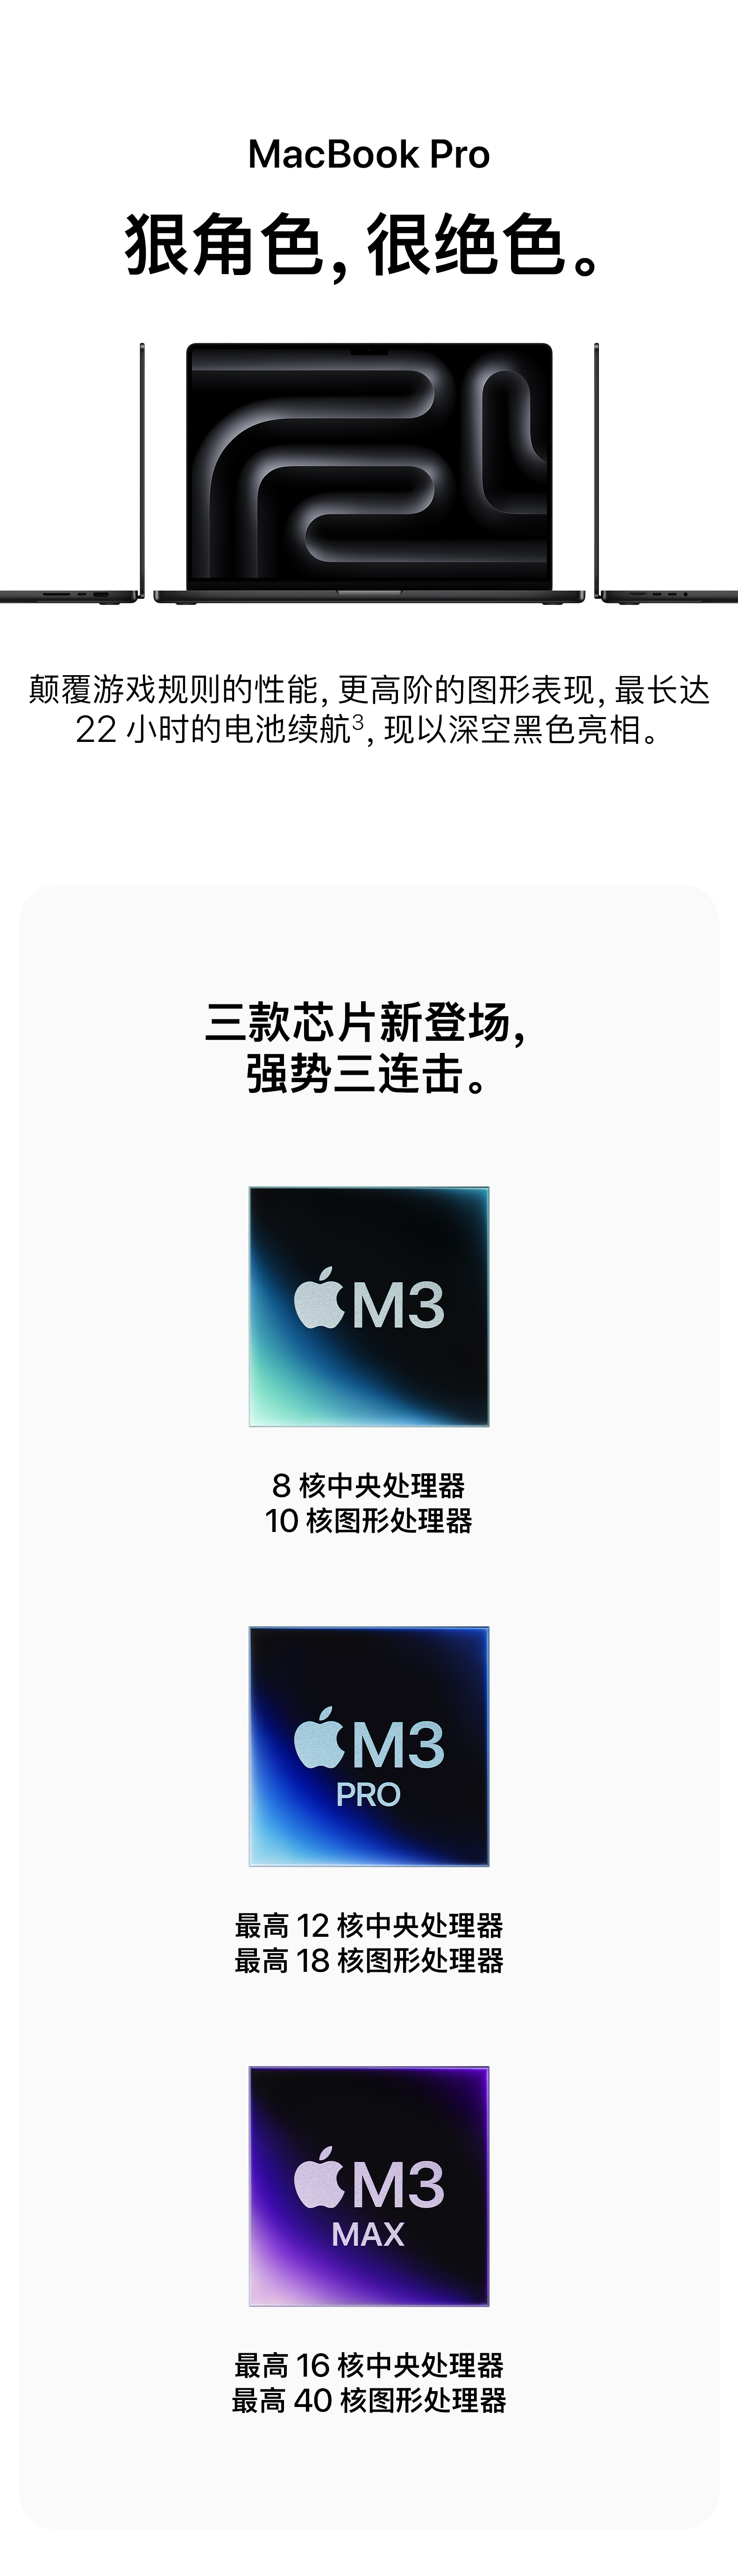 MacBook Pro
狠角色，很绝色。
颠覆游戏规则的性能，更高阶的图形表现，最长达
22 小时的电池续航³，现以深空黑色亮相。
三款芯片新登场，
强势三连击。
M3
8 核中央处理器
10 核图形处理器
M3
PRO
最高 12 核中央处理器
最高 18 核图形处理器
M3
MAX
最高 16 核中央处理器
最高 40 核图形处理器